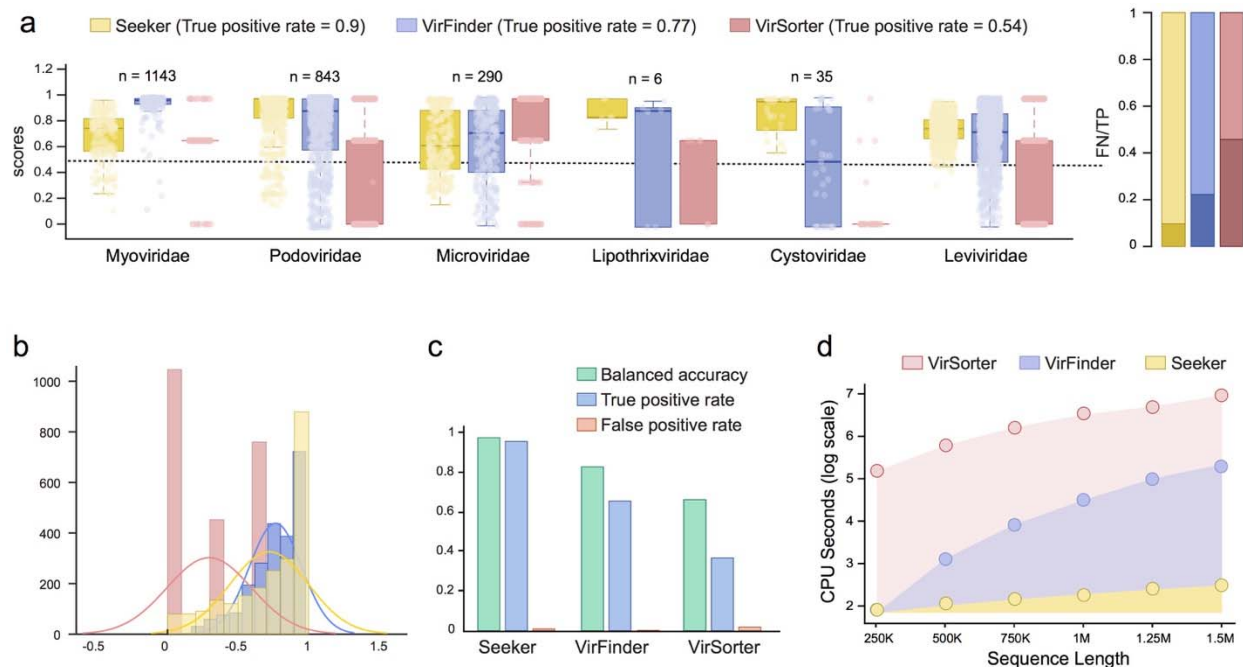 a
Seeker (True positive rate = 0.9) VirFinder (True positive rate = 0.77) VirSorter (True positive rate = 0.54)
1.2
1
0.8
0.6
0.4
0.2
0
scores
n = 1143 n = 843 n = 290 n = 6 n = 35
Myoviridae Podoviridae Microviridae Lipothrixviridae Cystoviridae Leviviridae
1
0.8
0.6
0.4
0.2
0
FN/TP
b
1000
800
600
400
200
0
-0.5 0 -0.5 1 1.5
c
Balanced accuracy
True positive rate
False positive rate
1
0.8
0.6
0.4
0.2
0
Seeker VirFinder VirSorter
d
VirSorter VirFinder Seeker
7
6
5
4
3
2
CPU Seconds (log scale)
250K 500K 750K 1M 1.25M 1.5M
Sequence Length